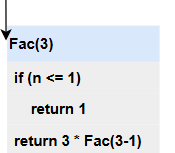 Fac(3)
if (n <= 1)
return 1
return 3 * Fac(3-1)